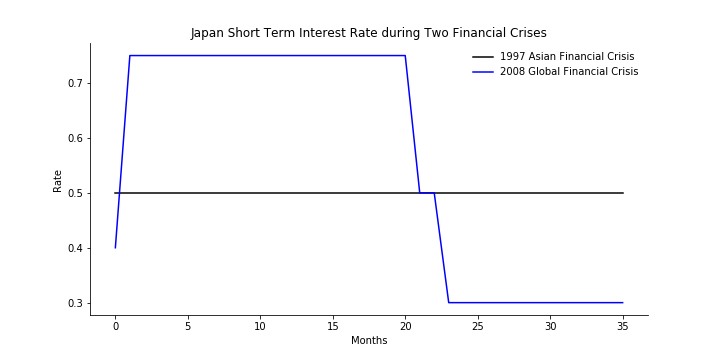 Japan Short Term Interest Rate during Two Financial Crises
1997 Asian Financial Crisis
2008 Global Financial Crisis
Rate
0.7
0.6
0.5
0.4
0.3
0 5 10 15 20 25 30 35
Months